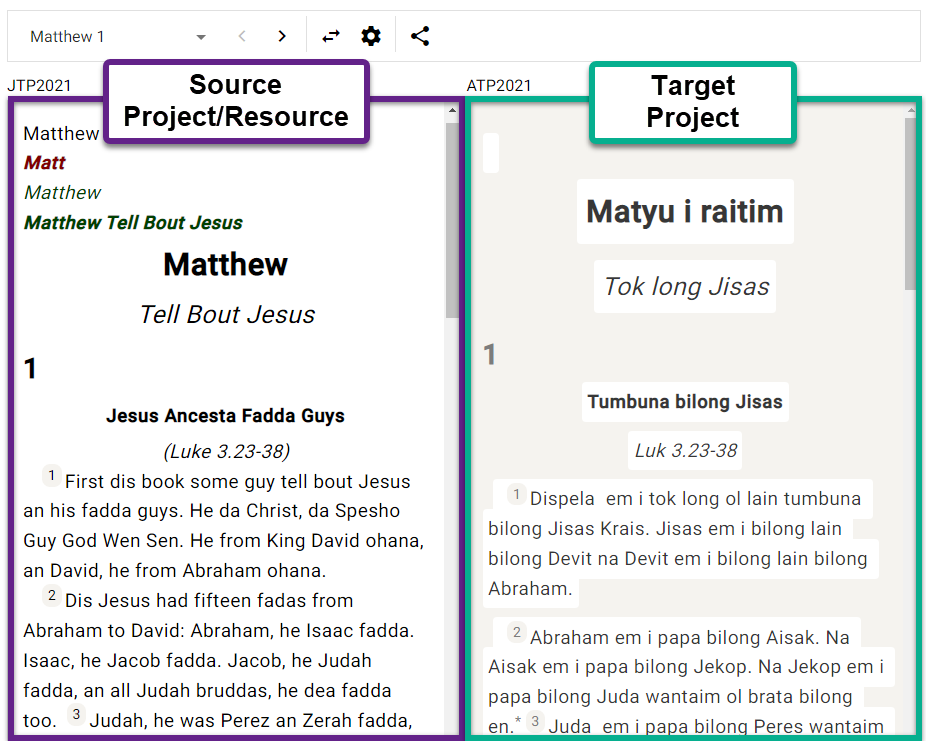 Matthew 1
JTP2021
Source
Project/Resource
Matthew
Matt
Matthew
Matthew Tell Bout Jesus
Matthew
Tell Bout Jesus
1
Jesus Ancesta Fadda Guys
(Luke 3.23-38)
1 First dis book some guy tell bout Jesus
an his fadda guys. He da Christ, da Spesho
Guy God Wen Sen. He from King David ohana,
an David, he from Abraham ohana.
2 Dis Jesus had fifteen fadas from
Abraham to David: Abraham, he Isaac fadda.
Isaac, he Jacob fadda. Jacob, he Judah
fadda, an all Judah bruddas, he dea fadda
too. 3 Judah, he was Perez an Zerah fadda,
ATP2021
Target
Project
Matyu i raitim
Tok long Jisas
1
Tumbuna bilong Jisas
Luk 3.23-38
1 Dispela em i tok long ol lain tumbuna
bilong Jisas Krais. Jisas em i bilong lain
bilong Devit na Devit em i bilong lain bilong
Abraham.
2 Abraham em i papa bilong Aisak. Na
Aisak em i papa bilong Jekop. Na Jekop em i
papa bilong Juda wantaim ol brata bilong
en.* 3 Juda em i papa bilong Peres wantaim